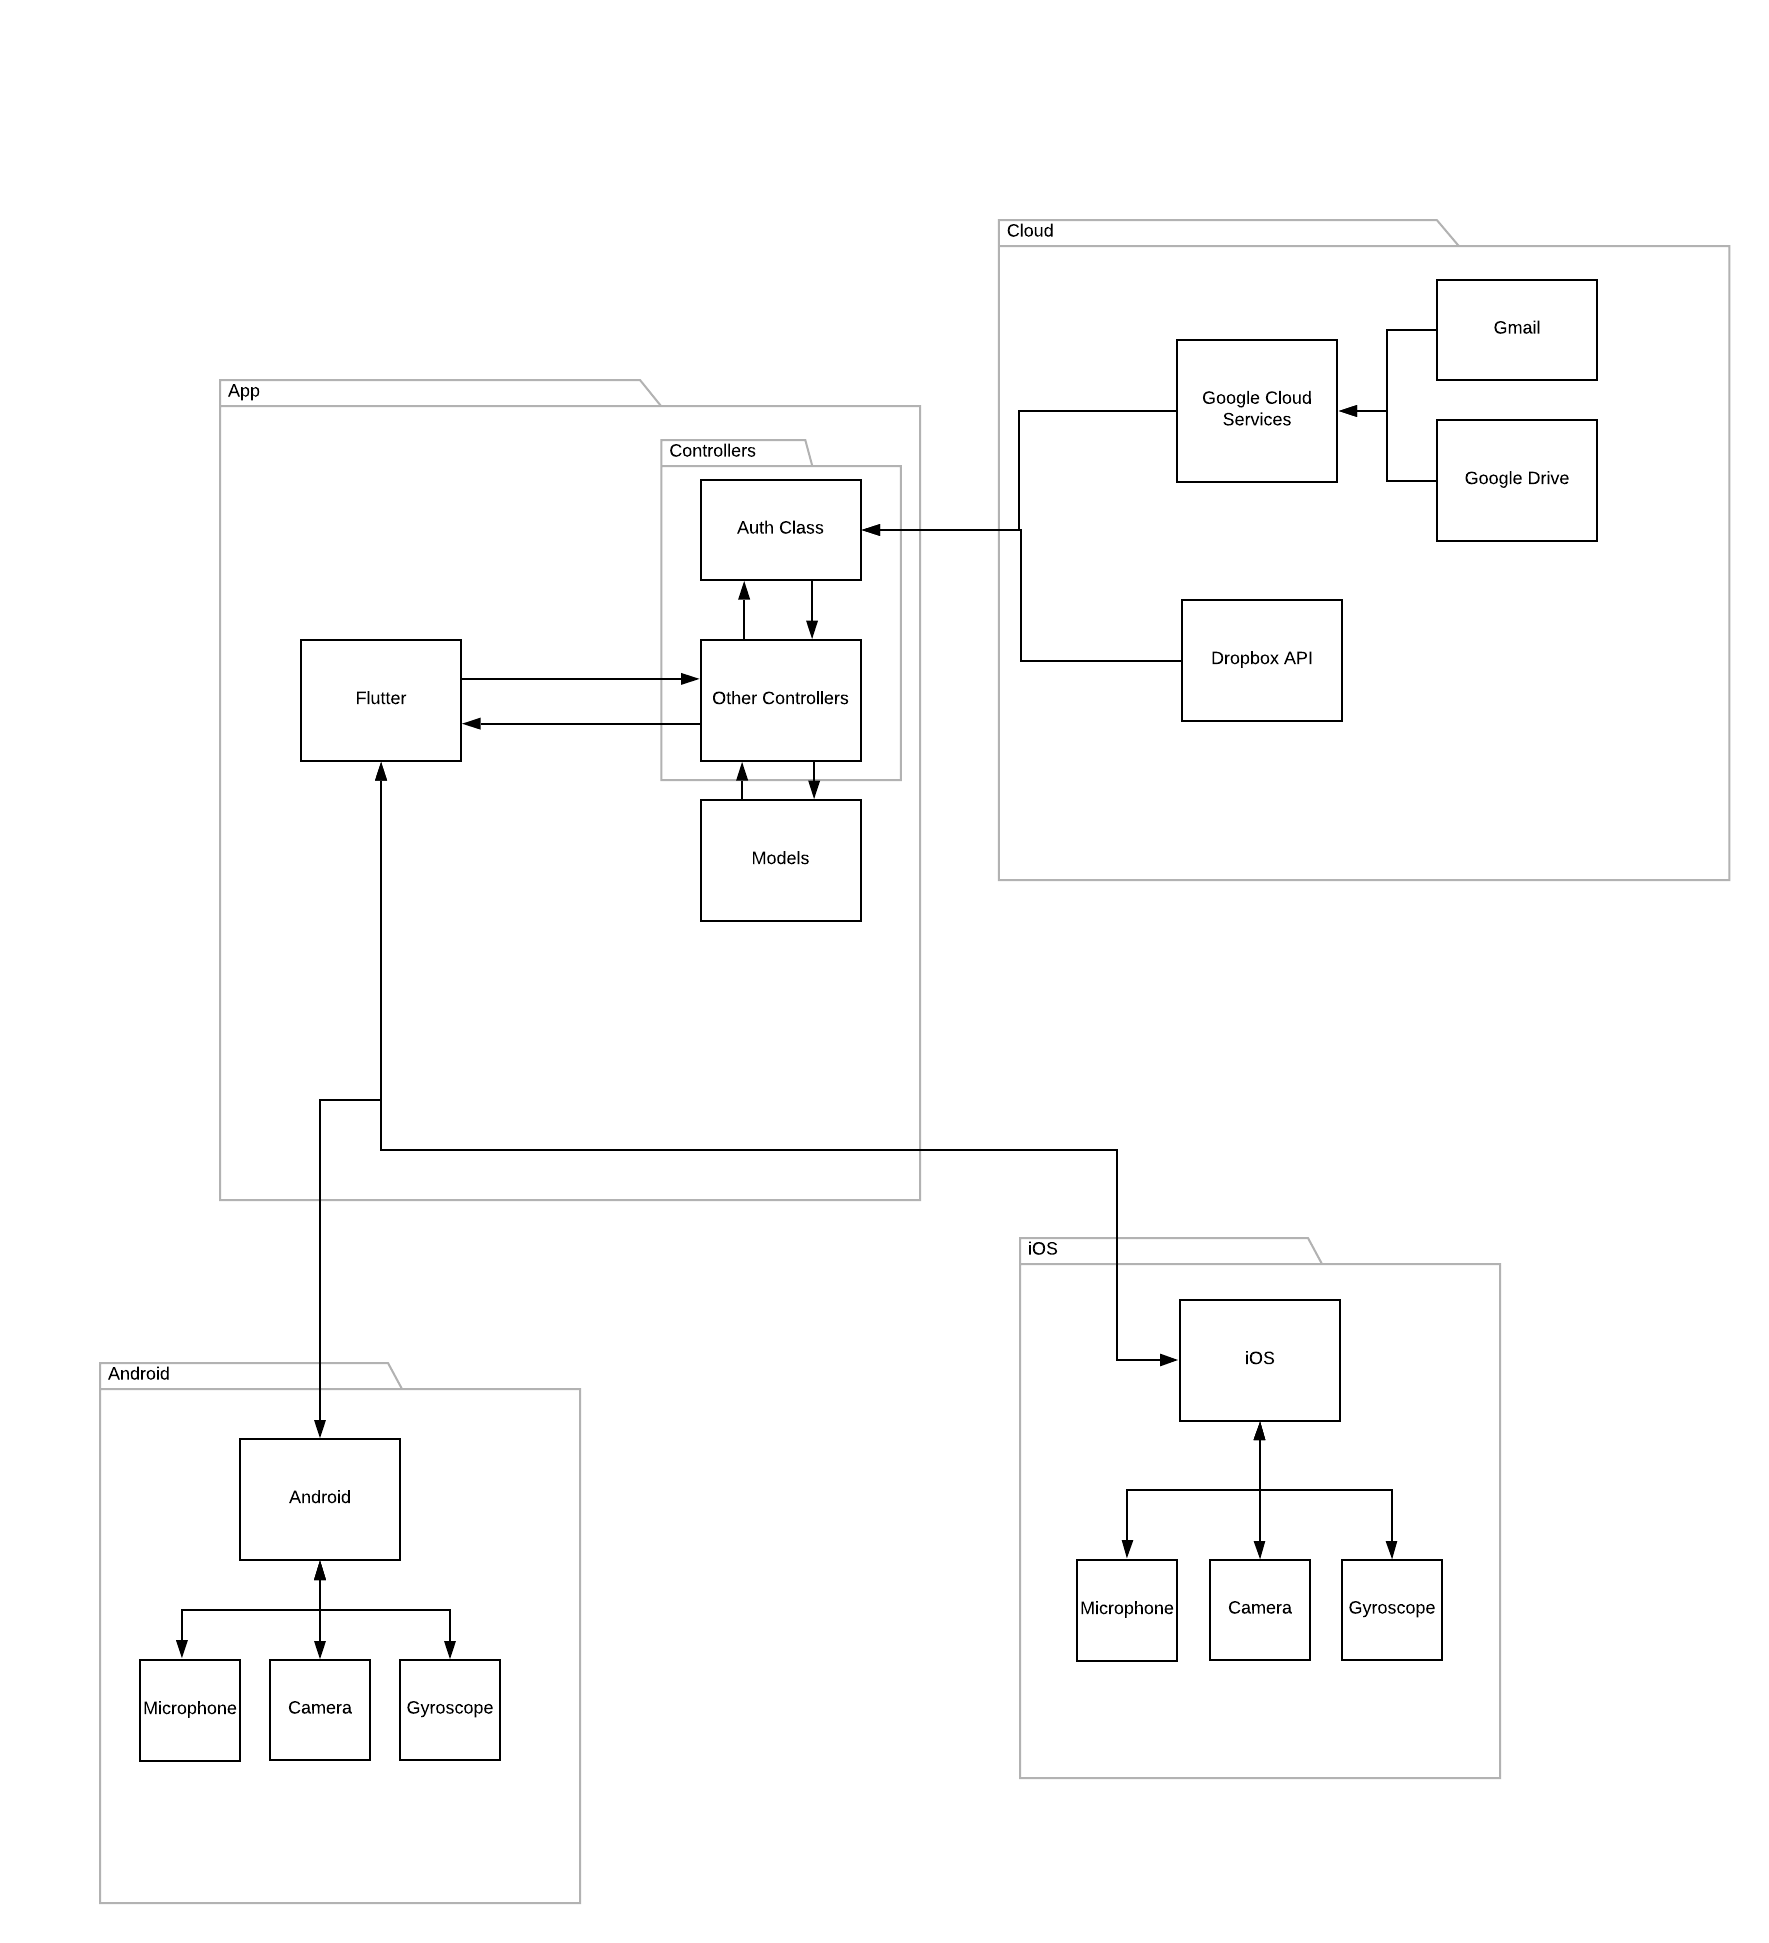 Cloud
Gmail
Google Cloud
Services
Google Drive
Dropbox API
App
Controllers
Auth Class
Flutter
Other Controllers
Models
iOS
iOS
Microphone
Camera
Gyroscope
Android
Android
Microphone
Camera
Gyroscope